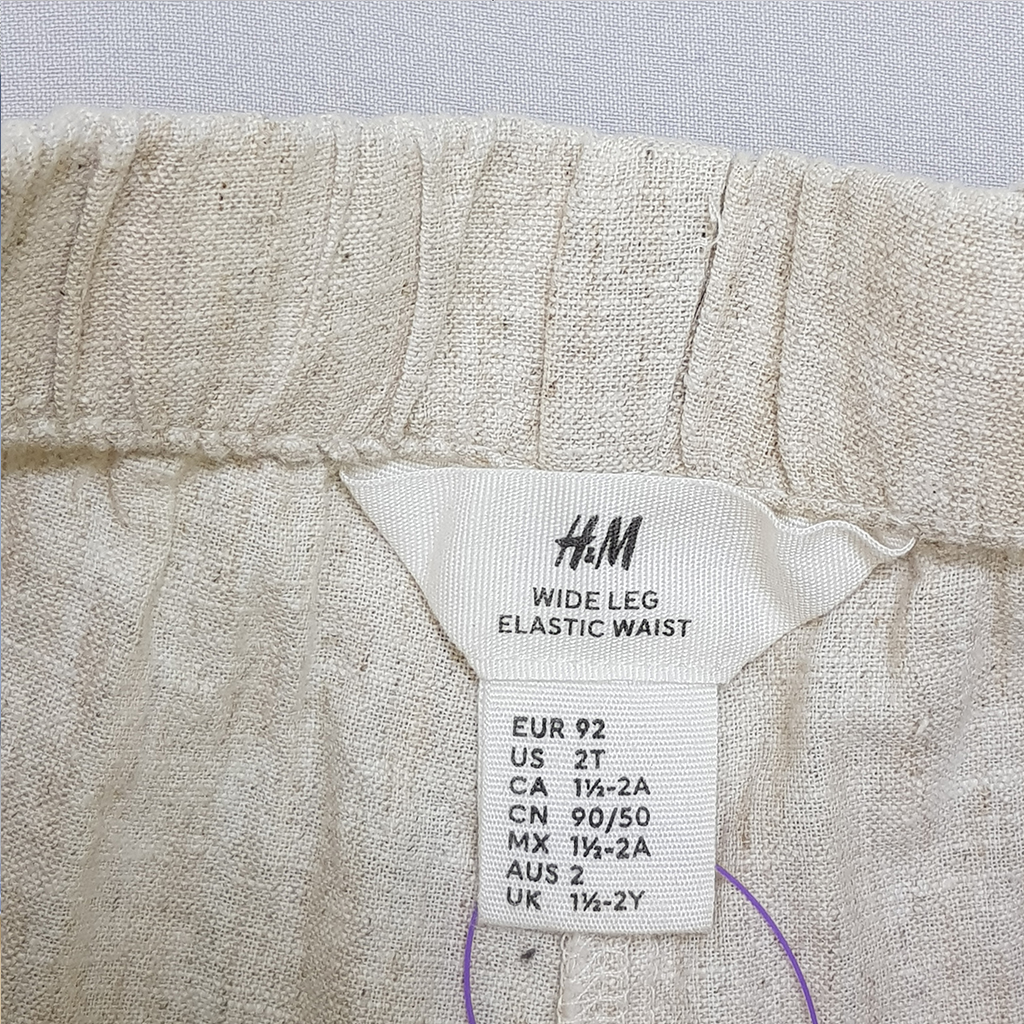 H&M
WIDE LEG
ELASTIC WAIST
EUR 92
US 2T
CA 1½-2A
CN 90/50
MX 1½-2A
AUS 2
UK 1½-2Y